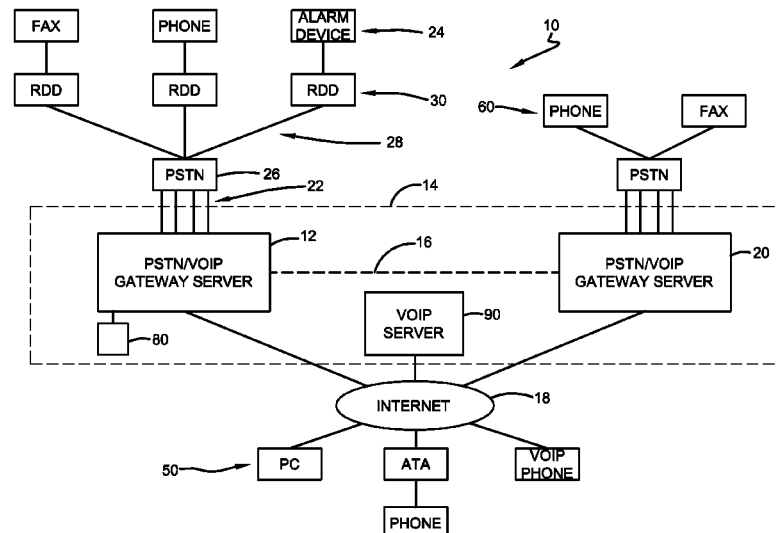 FAX
PHONE
ALARM
DEVICE
24
10
RDD
RDD
RDD
30
60
PHONE
FAX
28
PSTN
26
PSTN
22
14
12
16
20
PSTN/VOIP
GATEWAY SERVER
PSTN/VOIP
GATEWAY SERVER
VOIP
SERVER
90
80
INTERNET
18
50
PC
ATA
VOIP
PHONE
PHONE